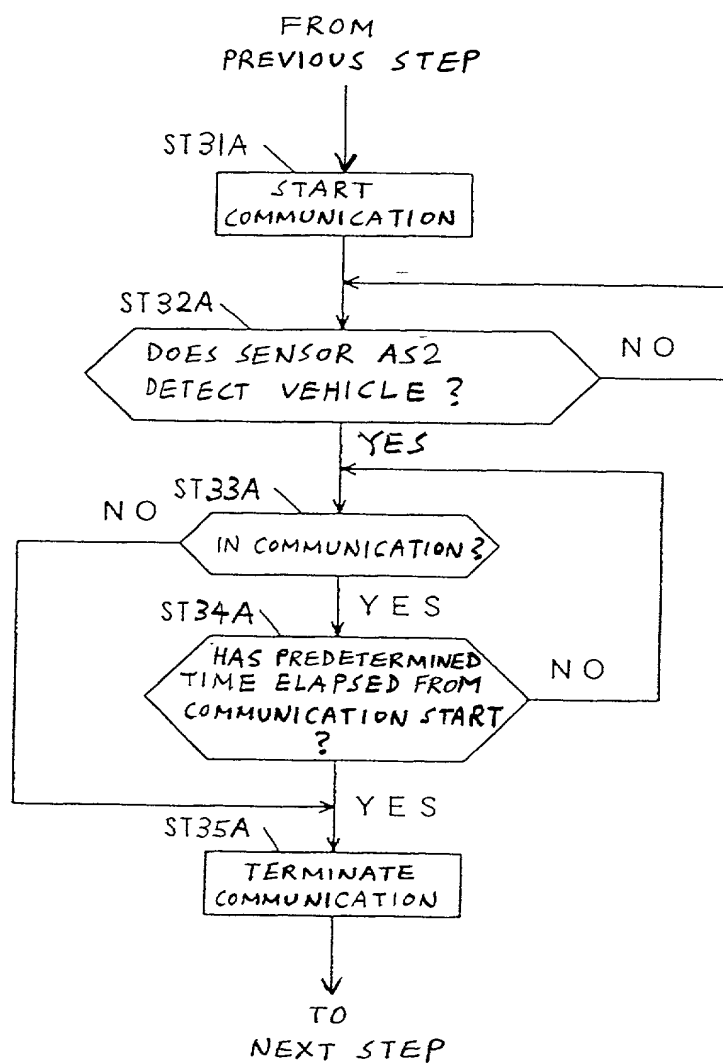 FROM
PREVIOUS STEP
ST31A
START
COMMUNICATION
ST32A
DOES SENSOR AS2
DETECT VEHICLE ?
NO
YES
ST33A
NO
IN COMMUNICATION?
YES
ST34A
HAS PREDETERMINED
TIME ELAPSED FROM
COMMUNICATION START
?
NO
YES
ST35A
TERMINATE
COMMUNICATION
TO
NEXT STEP